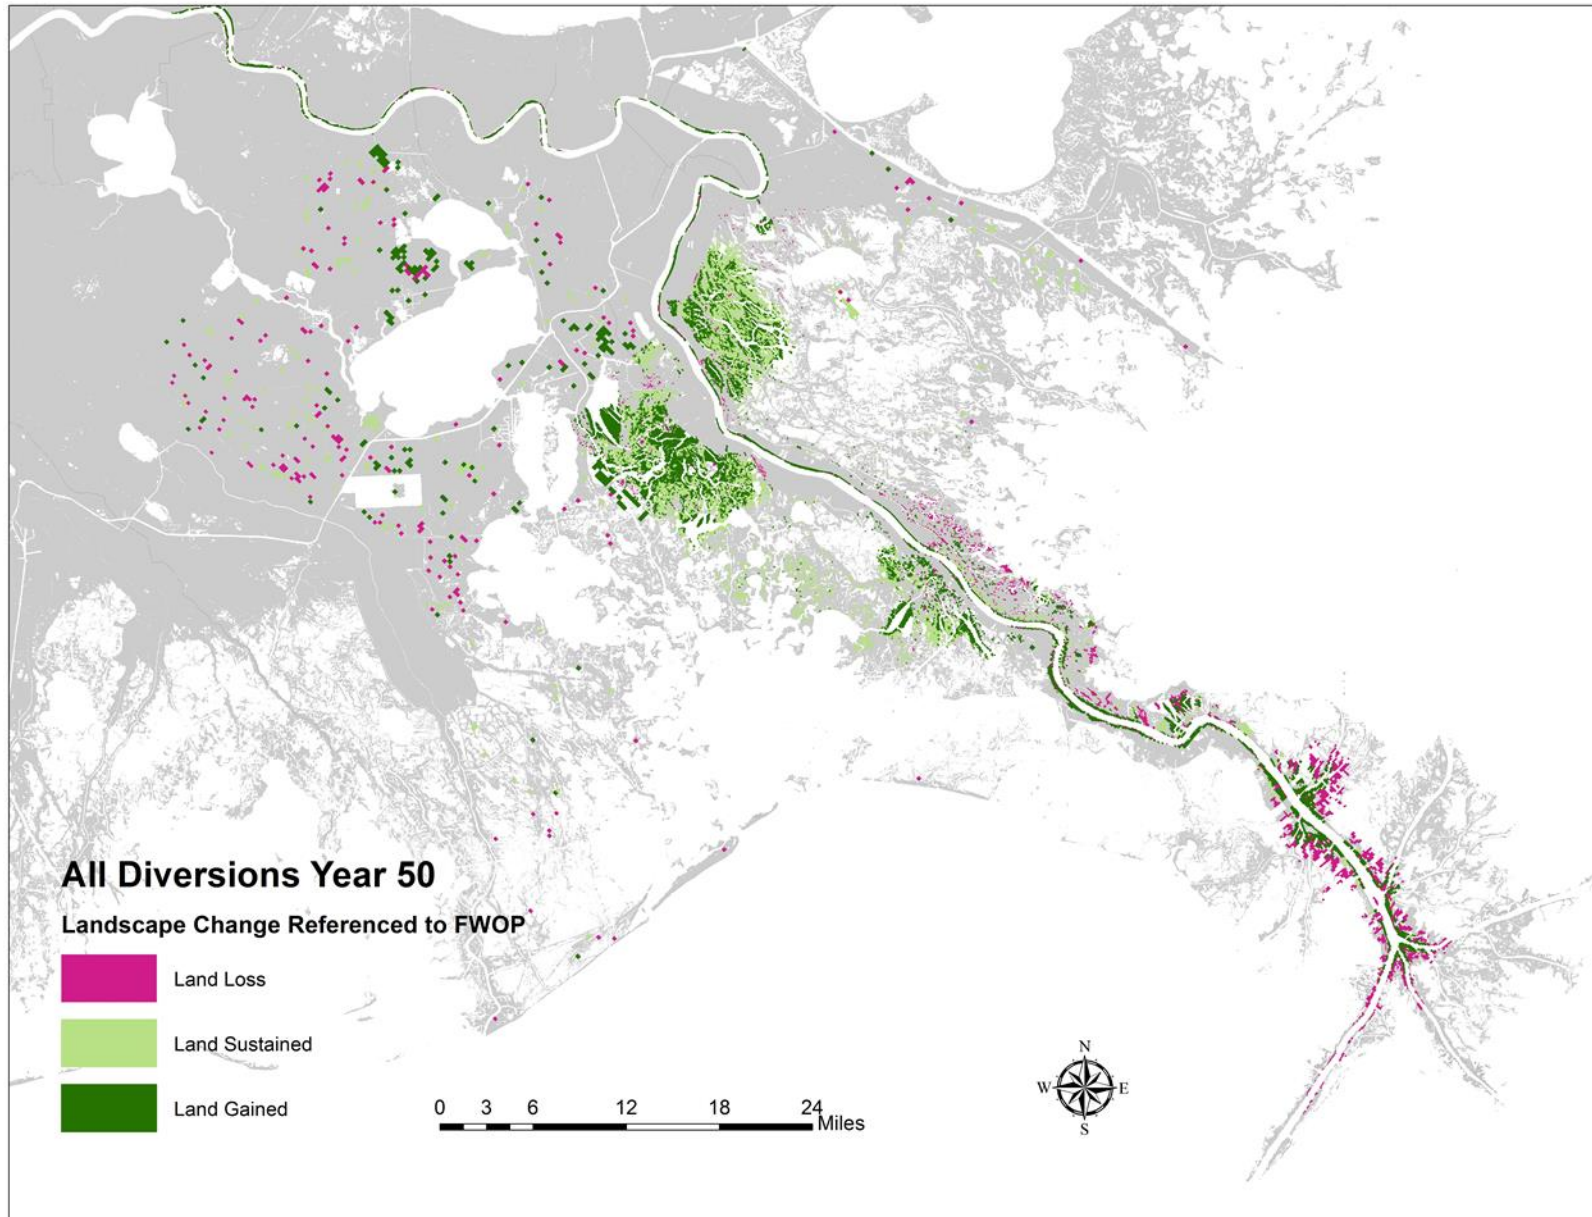 All Diversions Year 50
Landscape Change Referenced to FWOP
Land Loss
Land Sustained
Land Gained
0 3 6 12 18 24
Miles
N
W E
S